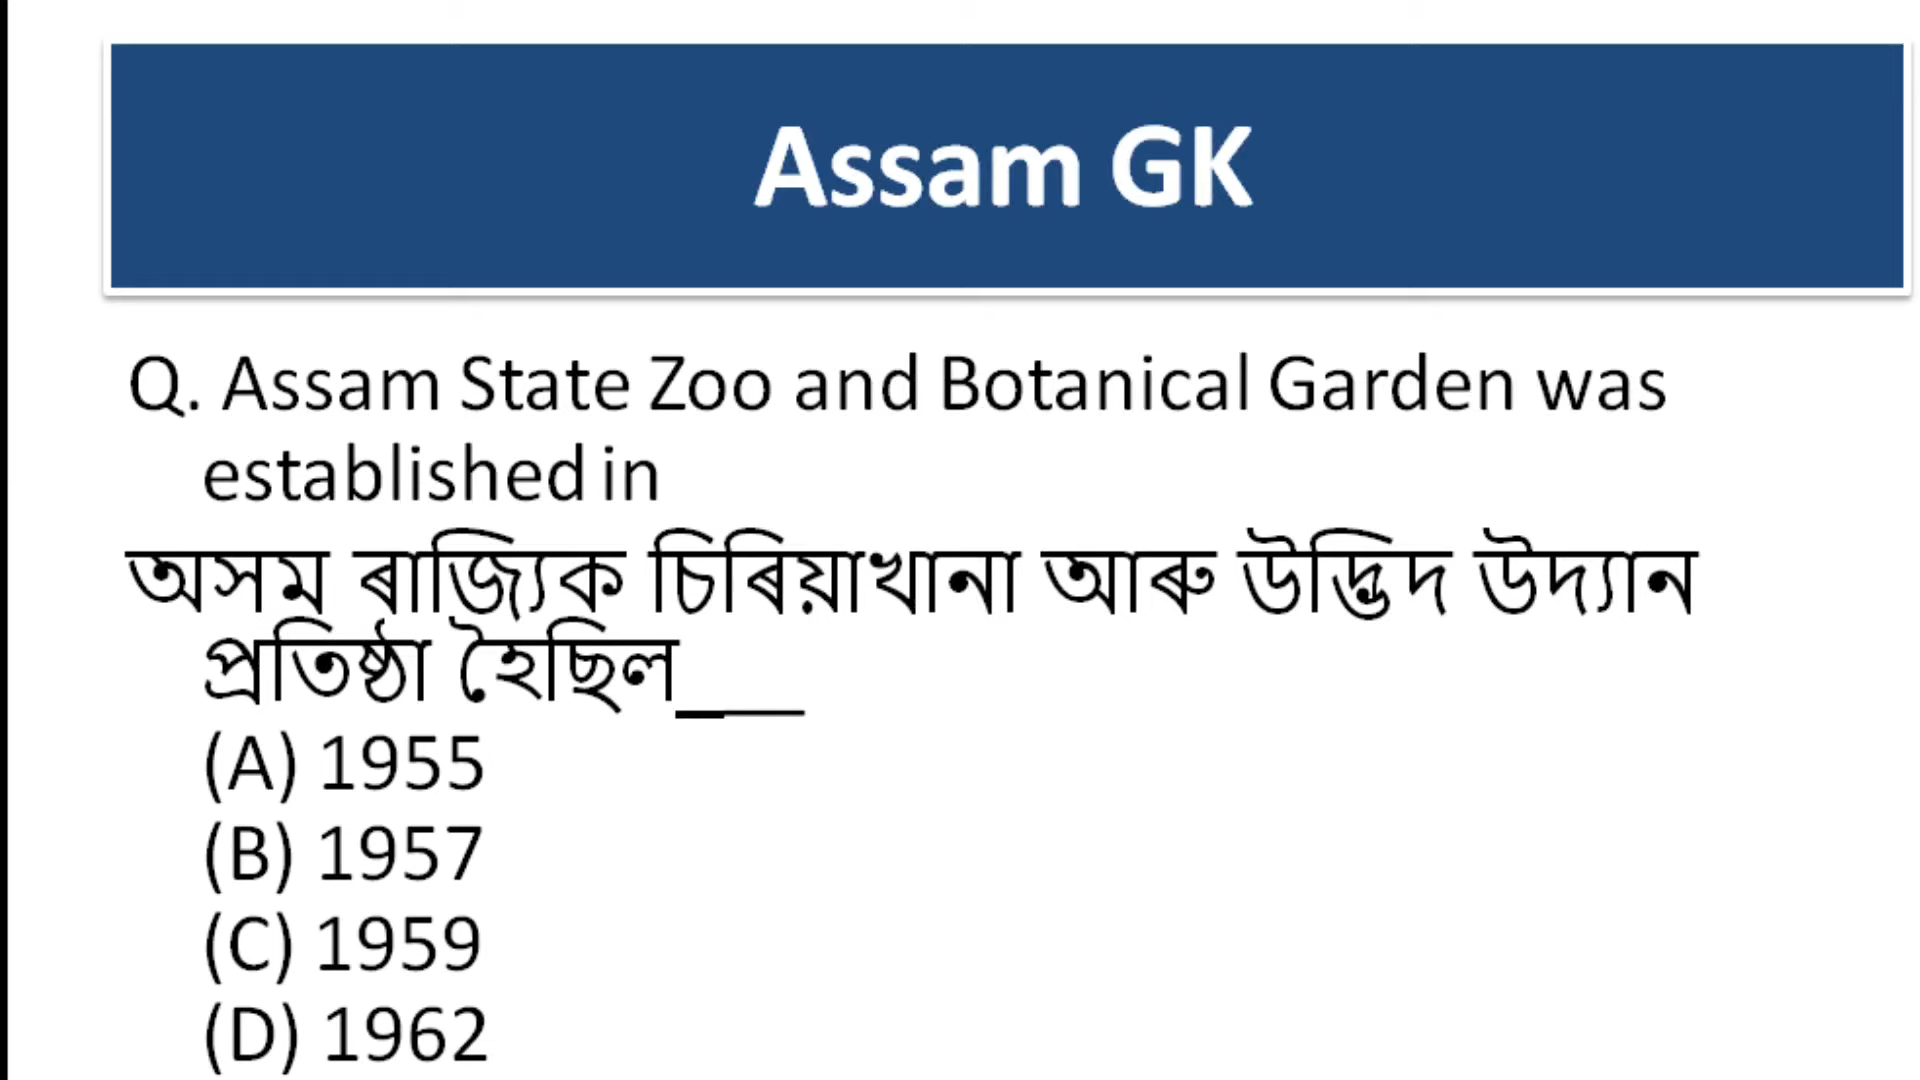 Assam GK
Q. Assam State Zoo and Botanical Garden was
established in
অসম ৰাজ্যিক চিৰিয়াখানা আৰু উদ্ভিদ উদ্যান
প্ৰতিষ্ঠা হৈছিল____
(A) 1955
(B) 1957
(C) 1959
(D) 1962